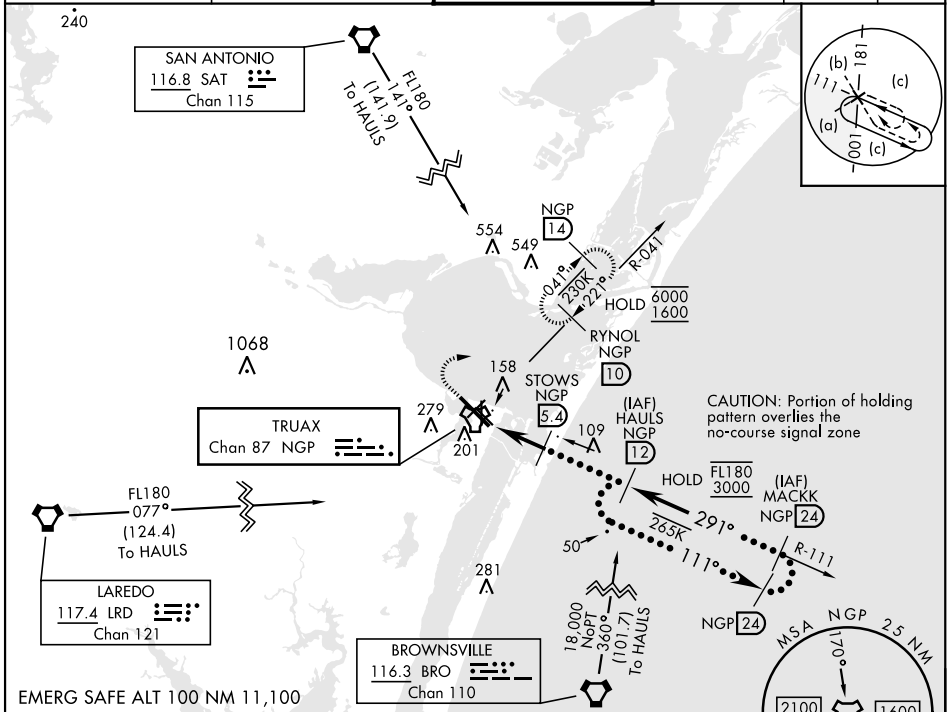 240
SAN ANTONIO
116.8 SAT
Chan 115
FL180
141°
(141.9)
To HAULS
(b)
181
111
(c)
(a)
001
(c)
554
549
NGP
14
R-041
041°
230K
221°
HOLD 6000
1600
RYNOL
NGP
10
1068
158
STOWS
NGP
5.4
279
201
109
(IAF)
HAULS
NGP
12
CAUTION: Portion of holding
pattern overlies the
no-course signal zone
TRUAX
Chan 87 NGP
HOLD FL180
3000
(IAF)
MACKK
NGP 24
291°
265K
111°
R-111
50
NGP 24
FL180
077°
(124.4)
To HAULS
LAREDO
117.4 LRD
Chan 121
281
18,000
NoPT
360°
(101.7)
To HAULS
BROWNSVILLE
116.3 BRO
Chan 110
EMERG SAFE ALT 100 NM 11,100
MSA NGP 25 NM
170°
2100
1600